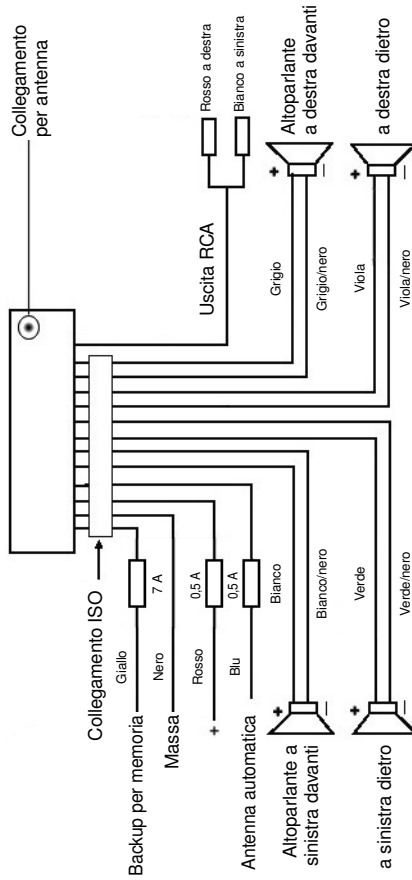 Collegamento
per antenna
Collegamento ISO
Uscita RCA
Rosso a destra
Bianco a sinistra
Giallo
7 A
Backup per memoria
Nero
Massa
Rosso
0,5 A
+
Blu
0,5 A
Antenna automatica
Bianco
Bianco/nero
+
–
Altoparlante a
sinistra davanti
Verde
Verde/nero
+
–
a sinistra dietro
Grigio
Grigio/nero
+
–
Altoparlante
a destra davanti
Viola
Viola/nero
+
–
a destra dietro